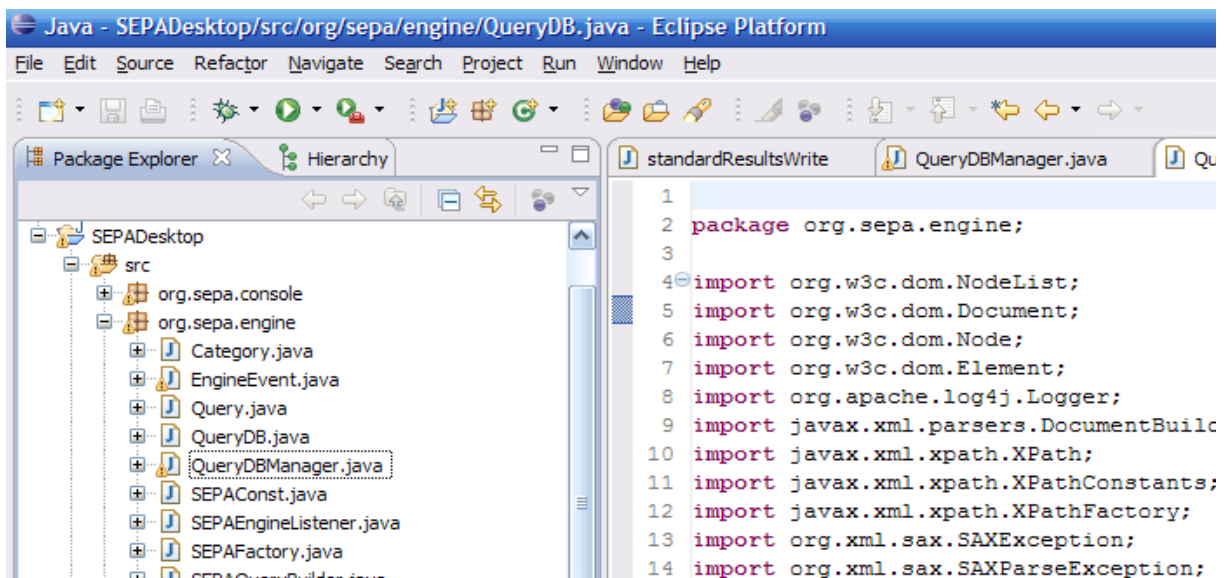 Java - SEPADesktop/src/org/sepa/engine/QueryDB.java - Eclipse Platform
File Edit Source Refactor Navigate Search Project Run Window Help
Package Explorer Hierarchy
standardResultsWrite QueryDBManager.java Qu
SEPADesktop
src
org.sepa.console
org.sepa.engine
Category.java
EngineEvent.java
Query.java
QueryDB.java
QueryDBManager.java
SEPAConst.java
SEPAEngineListener.java
SEPAFactory.java
SEPAQueryBuilder.java
1
2 package org.sepa.engine;
3
4 import org.w3c.dom.NodeList;
5 import org.w3c.dom.Document;
6 import org.w3c.dom.Node;
7 import org.w3c.dom.Element;
8 import org.apache.log4j.Logger;
9 import javax.xml.parsers.DocumentBuild
10 import javax.xml.xpath.XPath;
11 import javax.xml.xpath.XPathConstants;
12 import javax.xml.xpath.XPathFactory;
13 import org.xml.sax.SAXException;
14 import org.xml.sax.SAXParseException;